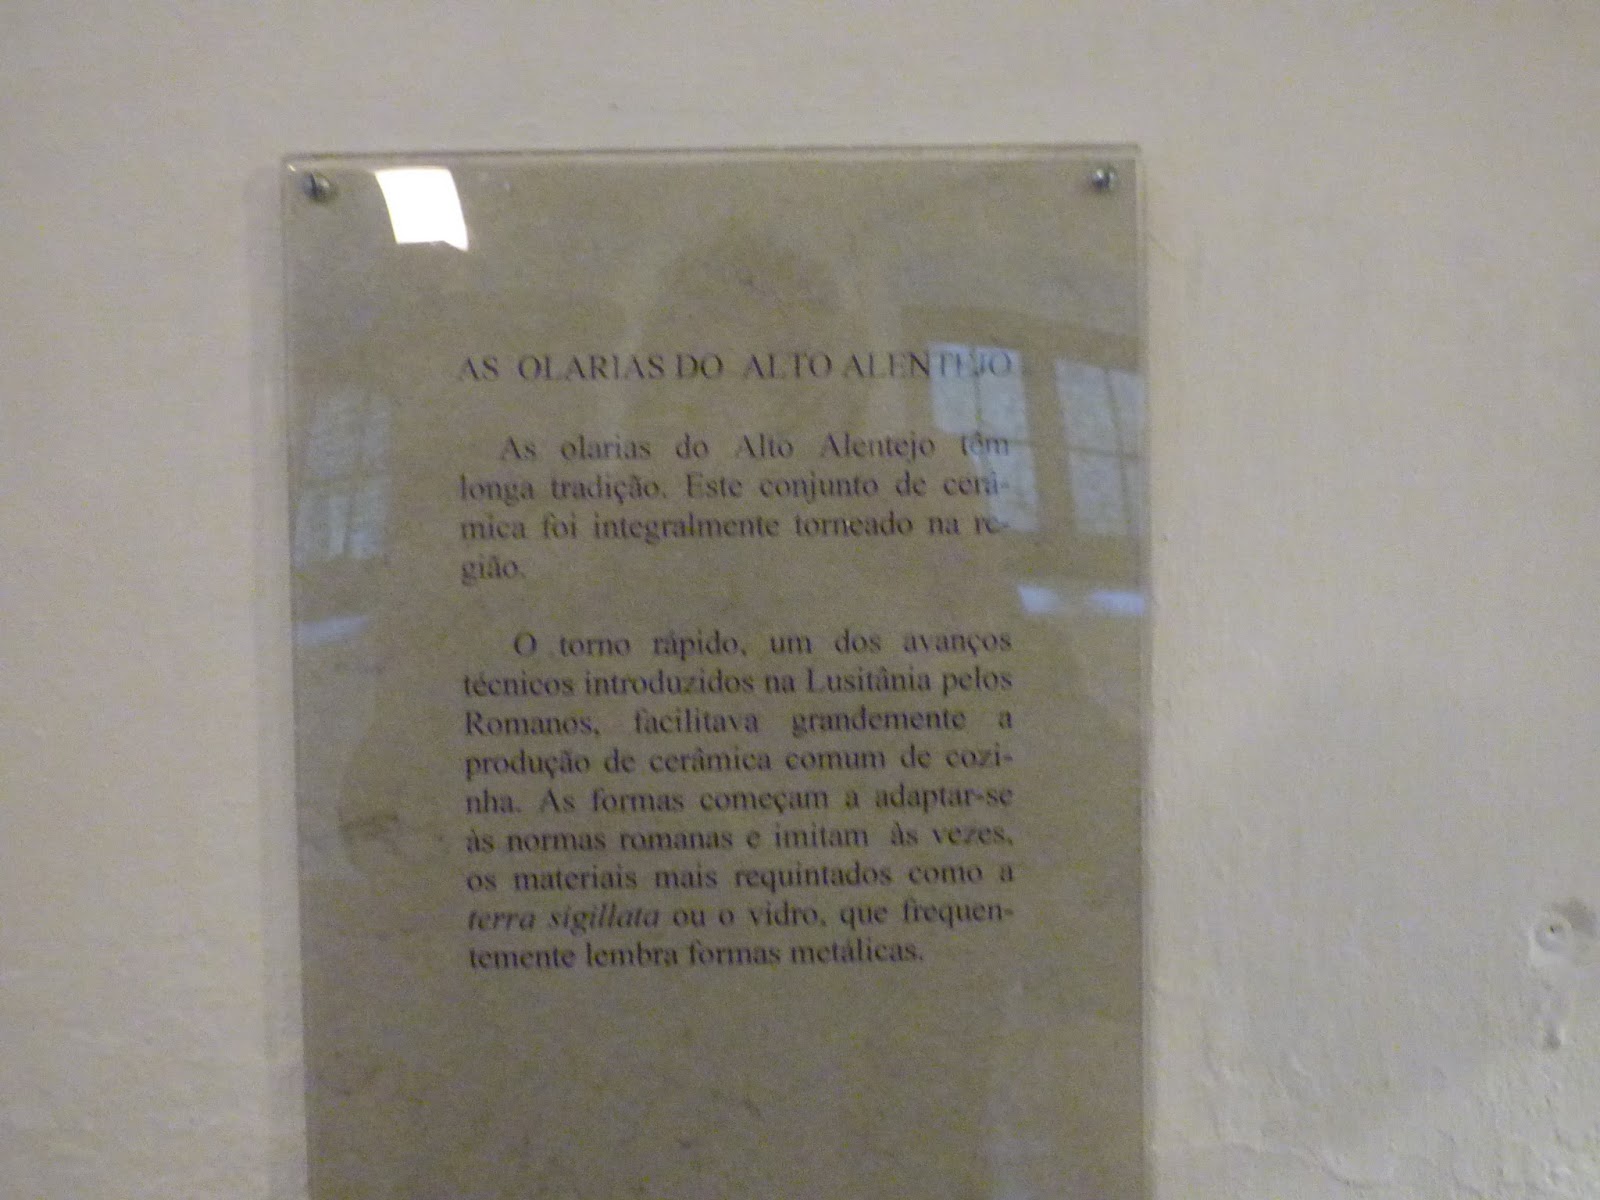 AS OLARIAS DO ALTO ALENTEJO
As olarias do Alto Alentejo têm
longa tradição. Este conjunto de cerâ-
mica foi integralmente torneado na re-
gião.
O torno rápido, um dos avanços
técnicos introduzidos na Lusitânia pelos
Romanos, facilitava grandemente a
produção de cerâmica comum de cozi-
nha. As formas começam a adaptar-se
às normas romanas e imitam às vezes,
os materiais mais requintados como a
terra sigillata ou o vidro, que frequen-
temente lembra formas metálicas.